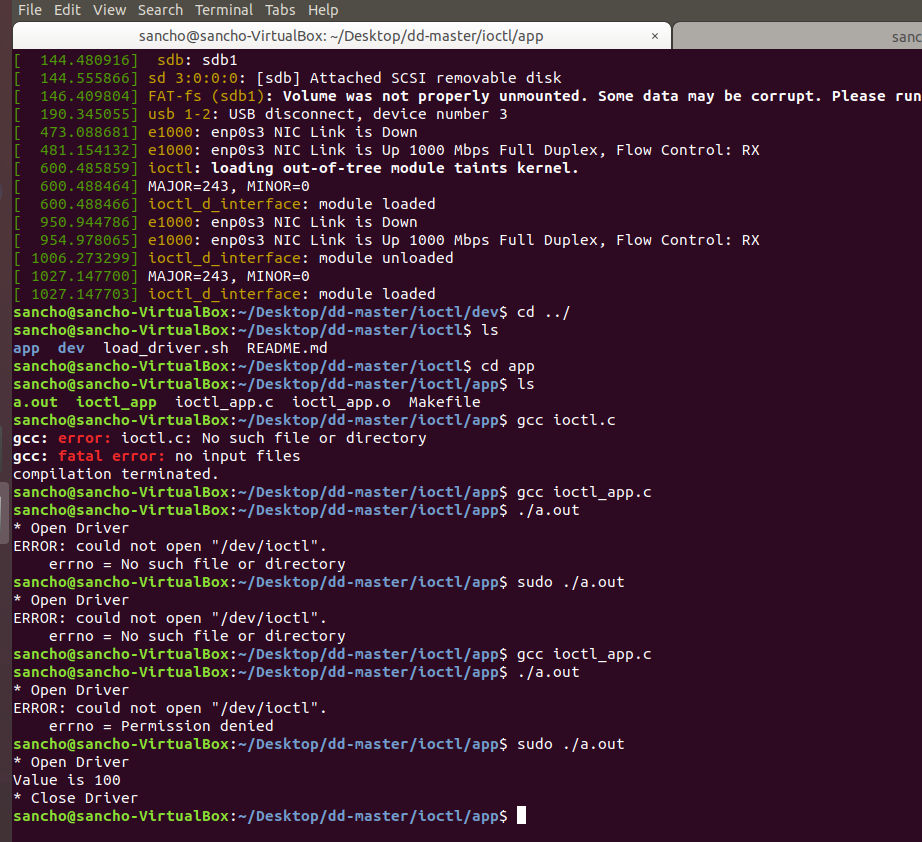 File Edit View Search Terminal Tabs Help
sancho@sancho-VirtualBox: ~/Desktop/dd-master/ioctl/app × sanc
[  144.480916]  sdb: sdb1
[  144.555866] sd 3:0:0:0: [sdb] Attached SCSI removable disk
[  146.409804] FAT-fs (sdb1): Volume was not properly unmounted. Some data may be corrupt. Please run
[  190.345055] usb 1-2: USB disconnect, device number 3
[  473.088681] e1000: enp0s3 NIC Link is Down
[  481.154132] e1000: enp0s3 NIC Link is Up 1000 Mbps Full Duplex, Flow Control: RX
[  600.485859] ioctl: loading out-of-tree module taints kernel.
[  600.488464] MAJOR=243, MINOR=0
[  600.488466] ioctl_d_interface: module loaded
[  950.944786] e1000: enp0s3 NIC Link is Down
[  954.978065] e1000: enp0s3 NIC Link is Up 1000 Mbps Full Duplex, Flow Control: RX
[ 1006.273299] ioctl_d_interface: module unloaded
[ 1027.147700] MAJOR=243, MINOR=0
[ 1027.147703] ioctl_d_interface: module loaded
sancho@sancho-VirtualBox:~/Desktop/dd-master/ioctl/dev$ cd ../
sancho@sancho-VirtualBox:~/Desktop/dd-master/ioctl$ ls
app  dev  load_driver.sh  README.md
sancho@sancho-VirtualBox:~/Desktop/dd-master/ioctl$ cd app
sancho@sancho-VirtualBox:~/Desktop/dd-master/ioctl/app$ ls
a.out  ioctl_app  ioctl_app.c  ioctl_app.o  Makefile
sancho@sancho-VirtualBox:~/Desktop/dd-master/ioctl/app$ gcc ioctl.c
gcc: error: ioctl.c: No such file or directory
gcc: fatal error: no input files
compilation terminated.
sancho@sancho-VirtualBox:~/Desktop/dd-master/ioctl/app$ gcc ioctl_app.c
sancho@sancho-VirtualBox:~/Desktop/dd-master/ioctl/app$ ./a.out
* Open Driver
ERROR: could not open "/dev/ioctl".
    errno = No such file or directory
sancho@sancho-VirtualBox:~/Desktop/dd-master/ioctl/app$ sudo ./a.out
* Open Driver
ERROR: could not open "/dev/ioctl".
    errno = No such file or directory
sancho@sancho-VirtualBox:~/Desktop/dd-master/ioctl/app$ gcc ioctl_app.c
sancho@sancho-VirtualBox:~/Desktop/dd-master/ioctl/app$ ./a.out
* Open Driver
ERROR: could not open "/dev/ioctl".
    errno = Permission denied
sancho@sancho-VirtualBox:~/Desktop/dd-master/ioctl/app$ sudo ./a.out
* Open Driver
Value is 100
* Close Driver
sancho@sancho-VirtualBox:~/Desktop/dd-master/ioctl/app$